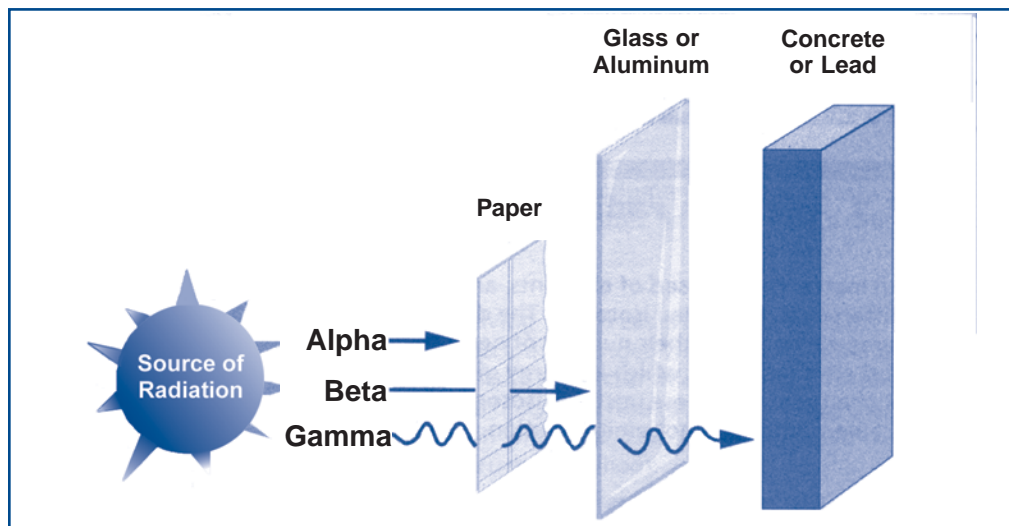 Glass or
Aluminum
Concrete
or Lead
Paper
Source of
Radiation
Alpha
Beta
Gamma